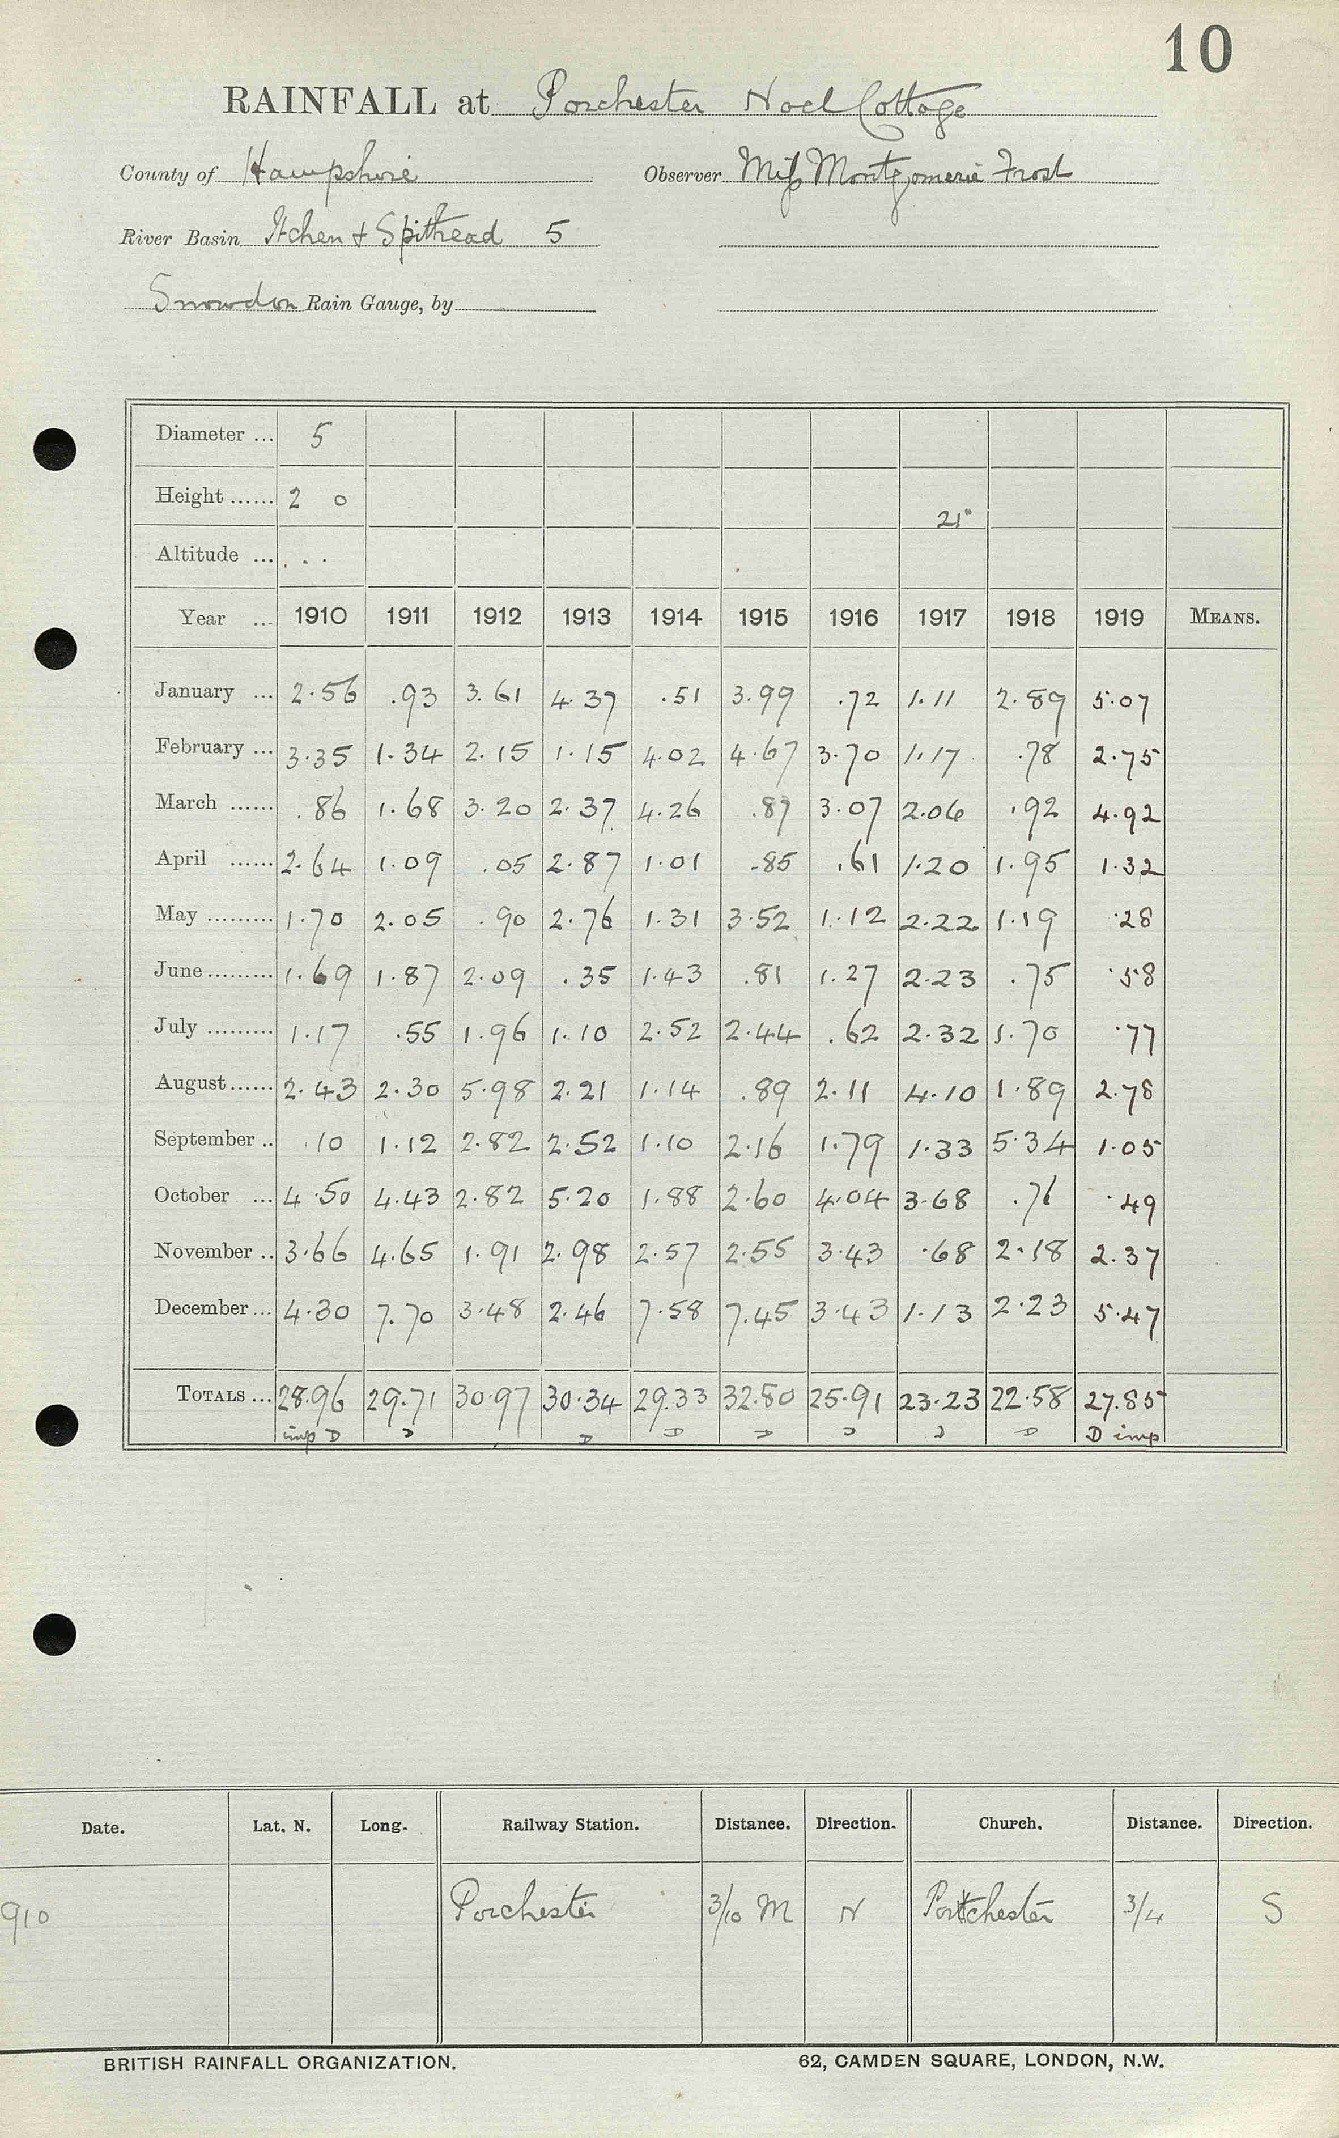 10
RAINFALL at Porchester Noel Cottage
County of Hampshire Observer Miss Montgomerie Frost
River Basin Itchen & Spithead 5
Snowdon Rain Gauge, by
Diameter ... 5
Height ...... 2 0 21"
Altitude ... . . .
Year ... 1910 1911 1912 1913 1914 1915 1916 1917 1918 1919 MEANS.
January ... 2.56 .93 3.61 4.37 .51 3.99 .72 1.11 2.89 5.07
February ... 3.35 1.34 2.15 1.15 4.02 4.67 3.70 1.17 .78 2.75
March ...... .86 1.68 3.20 2.37 4.26 .87 3.07 2.06 .92 4.92
April ...... 2.64 1.09 .05 2.87 1.01 .85 .61 1.20 1.95 1.32
May ......... 1.70 2.05 .90 2.76 1.31 3.52 1.12 2.22 1.19 .28
June ......... 1.69 1.87 2.09 .35 1.43 .81 1.27 2.23 .75 .58
July ......... 1.17 .55 1.96 1.10 2.52 2.44 .62 2.32 1.70 .77
August ...... 2.43 2.30 5.98 2.21 1.14 .89 2.11 4.10 1.89 2.78
September .. .10 1.12 2.82 2.52 1.10 2.16 1.79 1.33 5.34 1.05
October ... 4.50 4.43 2.82 5.20 1.88 2.60 4.04 3.68 .76 .49
November .. 3.66 4.65 1.91 2.98 2.57 2.55 3.43 .68 2.18 2.37
December ... 4.30 7.70 3.48 2.46 7.58 7.45 3.43 1.13 2.23 5.47
TOTALS ... 28.96 29.71 30.97 30.34 29.33 32.80 25.91 23.23 22.58 27.85
imp D D D D D D D D D imp
Date. Lat. N. Long. Railway Station. Distance. Direction. Church. Distance. Direction.
910 Porchester 3/10 M N Portchester 3/4 S
BRITISH RAINFALL ORGANIZATION. 62, CAMDEN SQUARE, LONDON, N.W.